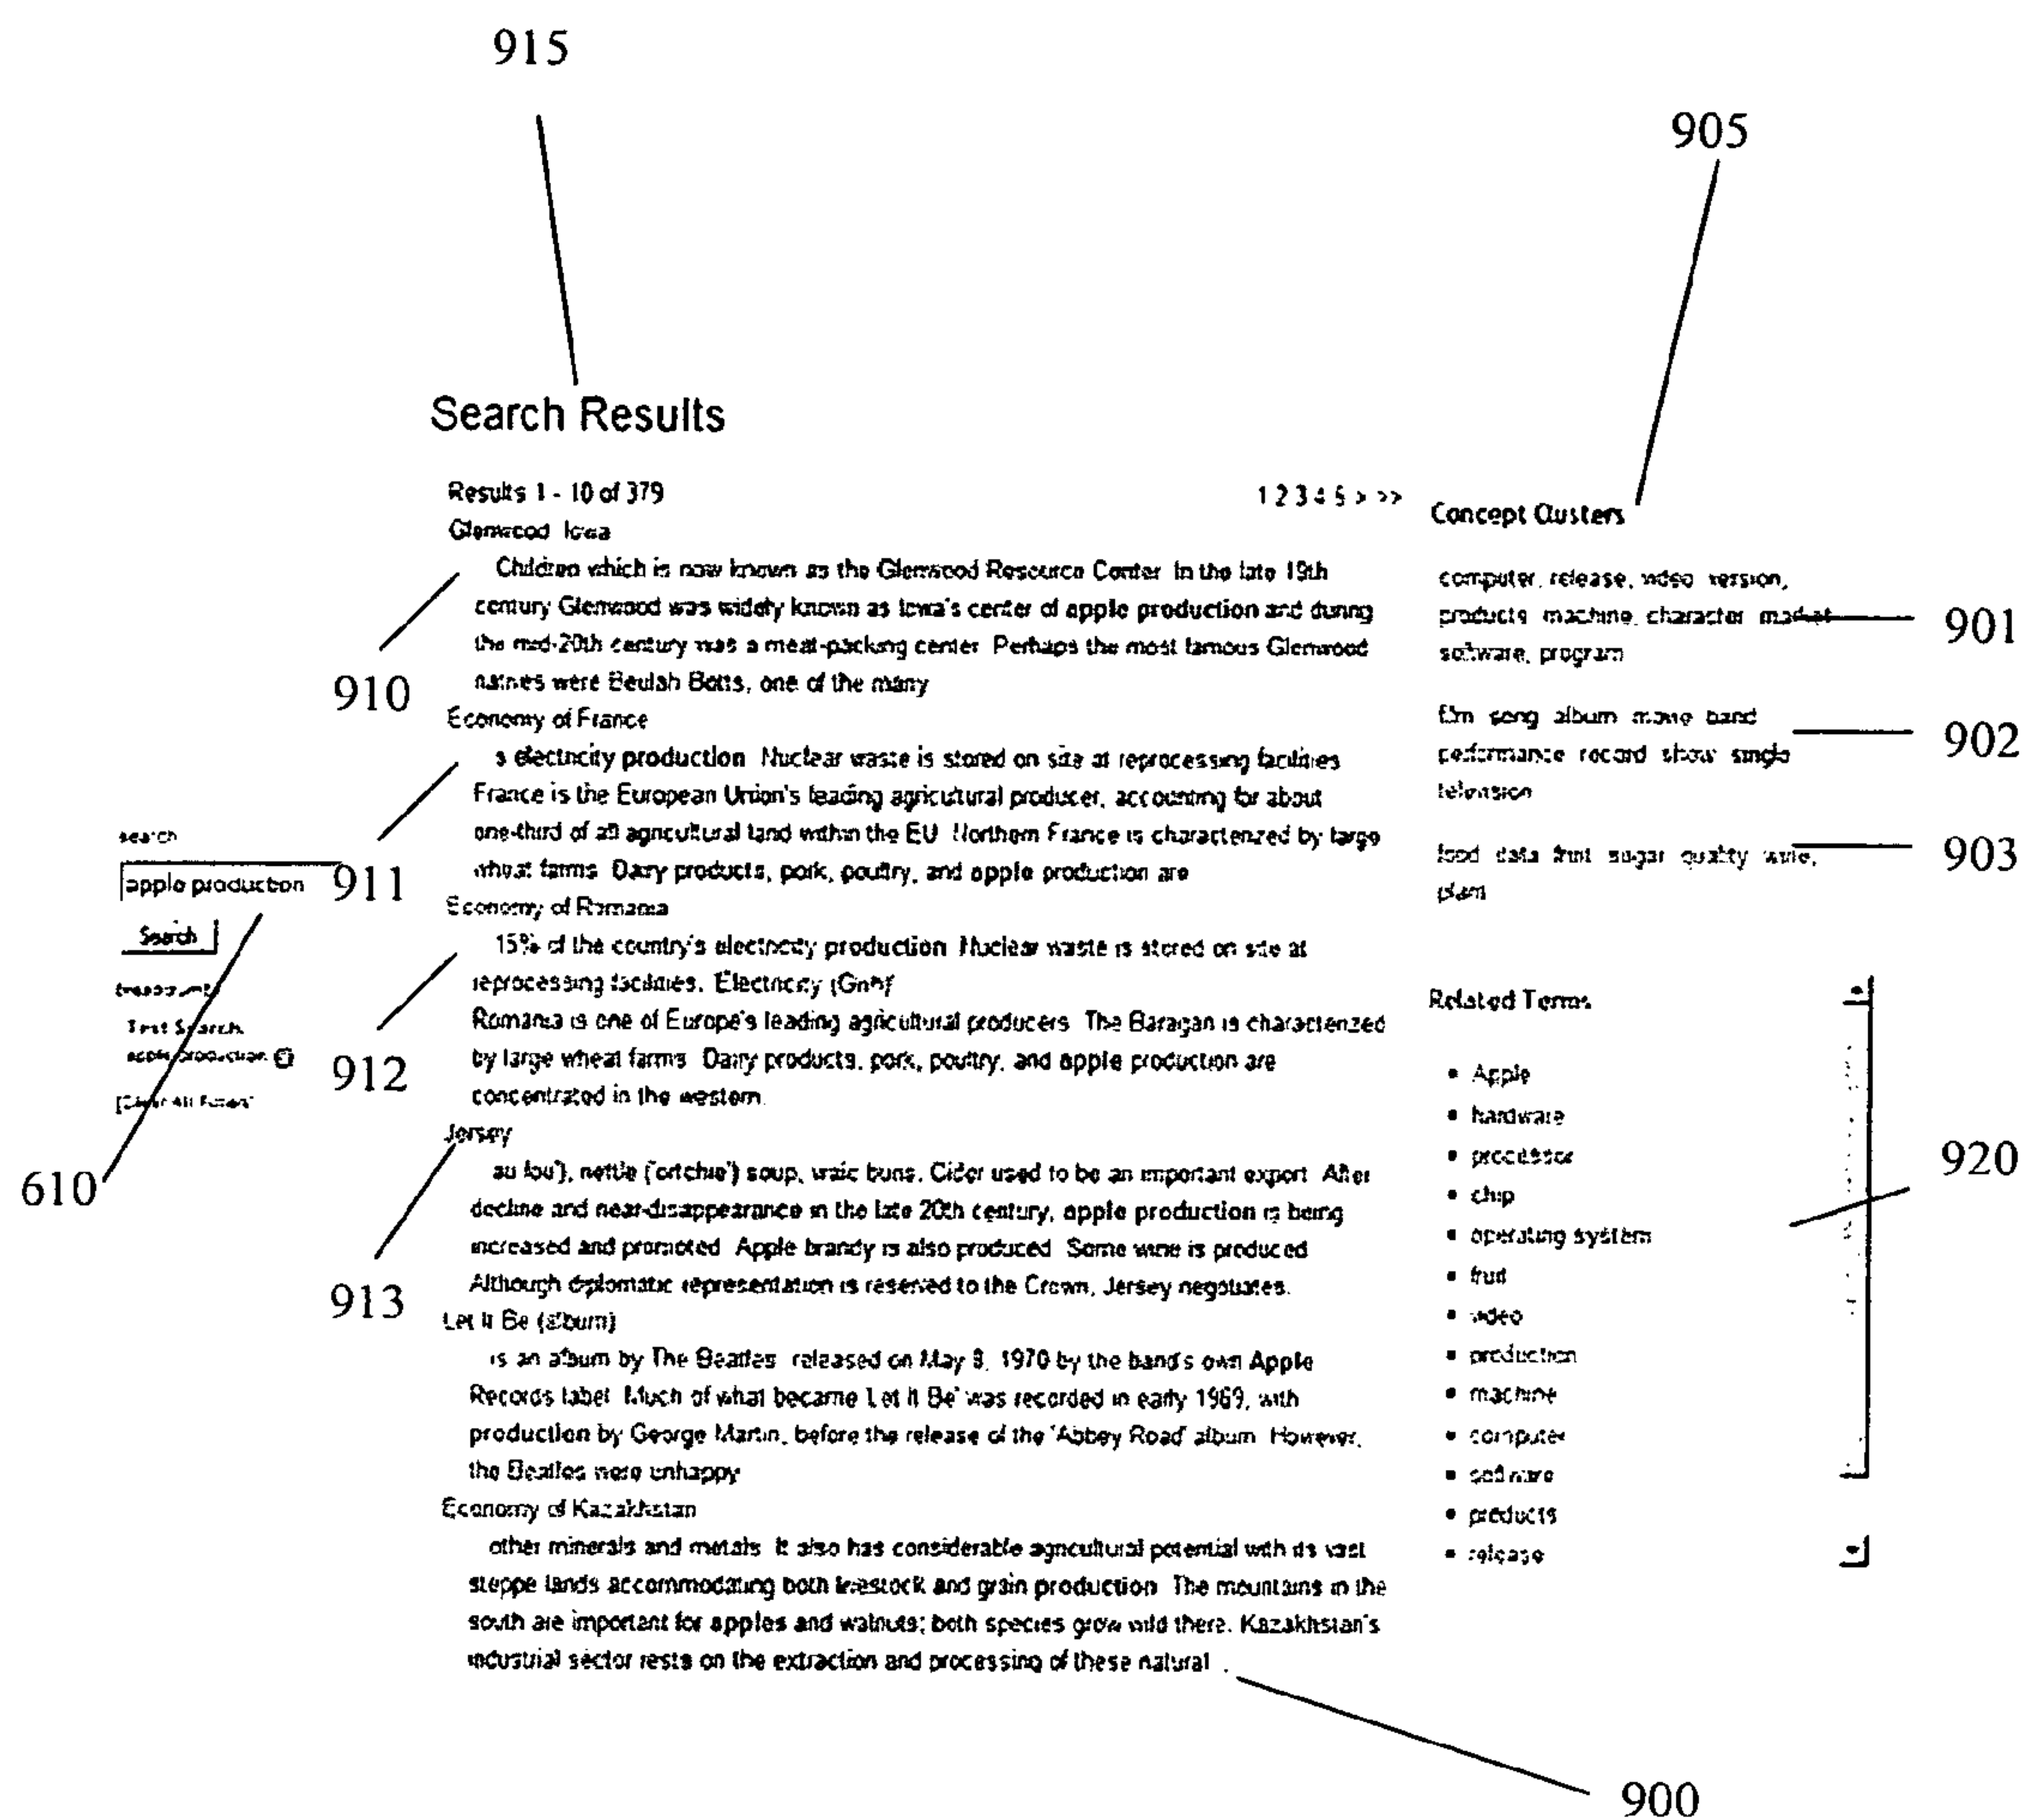 915
905
Search Results
Results 1 - 10 of 379
1 2 3 4 5 > >>
Glenwood Iowa
Children which is now known as the Glenwood Resource Center. In the late 19th
century Glenwood was widely known as Iowa's center of apple production and during
the mid-20th century was a meat-packing center. Perhaps the most famous Glenwood
natives were Beulah Botts, one of the many
910
Economy of France
s electricity production. Nuclear waste is stored on site at reprocessing facilities
France is the European Union's leading agricultural producer, accounting for about
one-third of all agricultural land within the EU. Northern France is characterized by large
wheat farms. Dairy products, pork, poultry, and apple production are
911
Economy of Romania
15% of the country's electricity production. Nuclear waste is stored on site at
reprocessing facilities. Electricity
Romania is one of Europe's leading agricultural producers. The Baragan is characterized
by large wheat farms. Dairy products, pork, poultry, and apple production are
concentrated in the western
912
Jersey
au fou'), nettle ('ortchie') soup, vraic buns. Cider used to be an important export. After
decline and near-disappearance in the late 20th century, apple production is being
increased and promoted. Apple brandy is also produced. Some wine is produced
Although diplomatic representation is reserved to the Crown, Jersey negotiates.
913
Let It Be (album)
is an album by The Beatles released on May 8, 1970 by the band's own Apple
Records label. Much of what became 'Let It Be' was recorded in early 1969, with
production by George Martin, before the release of the 'Abbey Road' album. However,
the Beatles were unhappy
Economy of Kazakhstan
other minerals and metals. It also has considerable agricultural potential with its vast
steppe lands accommodating both livestock and grain production. The mountains in the
south are important for apples and walnuts; both species grow wild there. Kazakhstan's
industrial sector rests on the extraction and processing of these natural .
900
search
apple production
Search
Text Search
apple production
610
Concept Clusters
computer, release, video version,
products machine, character market
software, program
901
film song album movie band
performance record show single
television
902
food data fruit sugar quality wine,
plant
903
Related Terms
• Apple
• hardware
• processor
• chip
• operating system
• fruit
• video
• production
• machine
• computer
• software
• products
• release
920